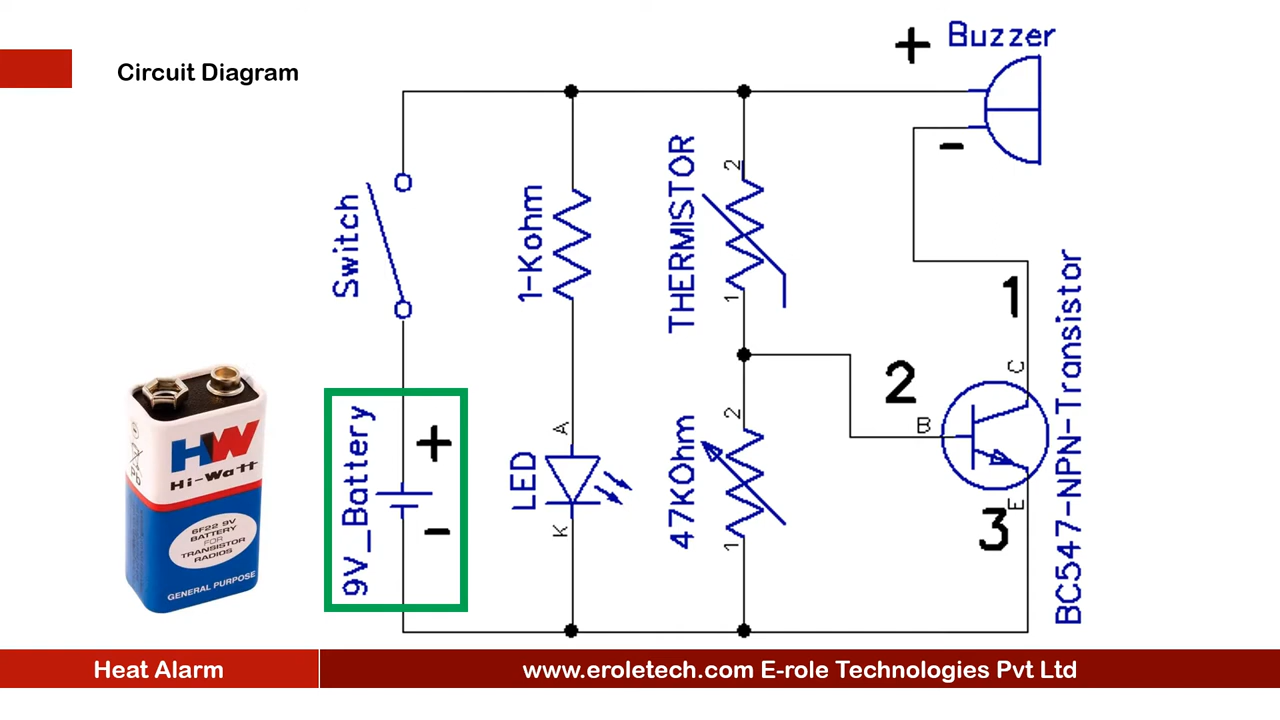 Circuit Diagram
+
Buzzer
-
Switch
1-Kohm
THERMISTOR
2
1
1
2
9V_Battery
+
-
LED
A
K
47KOhm
2
1
B
C
E
3
BC547-NPN-Transistor
HW
Hi-Watt
6F22 9V
BATTERY
FOR
TRANSISTOR
RADIOS
GENERAL PURPOSE
Heat Alarm
www.eroletech.com E-role Technologies Pvt Ltd